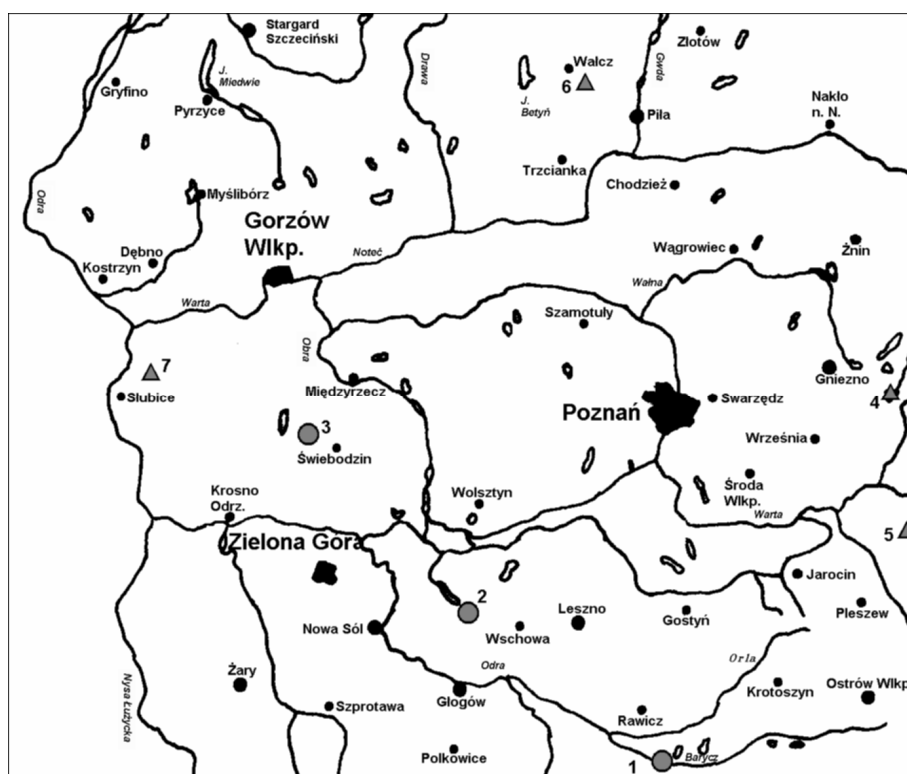 Stargard
Szczeciński
Gryfino
J.
Miedwie
Pyrzyce
Drawa
Wałcz
6
J.
Betyń
Gwda
Złotów
Piła
Nakło
n. N.
Trzcianka
Chodzież
Odra
Myślibórz
Gorzów
Wlkp.
Dębno
Kostrzyn
Noteć
Wągrowiec
Żnin
Warta
Wałna
Szamotuly
Obra
7
Słubice
Międzyrzecz
Gniezno
4
Poznań
Swarzędz
3
Świebodzin
Września
Środa
Wlkp.
Krosno
Odrz.
Wolsztyn
Warta
5
Zielona Góra
Jarocin
2
Leszno
Gostyń
Pleszew
Nowa Sól
Wschowa
Odra
Orla
Nysa Łużycka
Żary
Szprotawa
Głogów
Rawicz
Krotoszyn
Ostrów Wlkp
Polkowice
1
Barycz